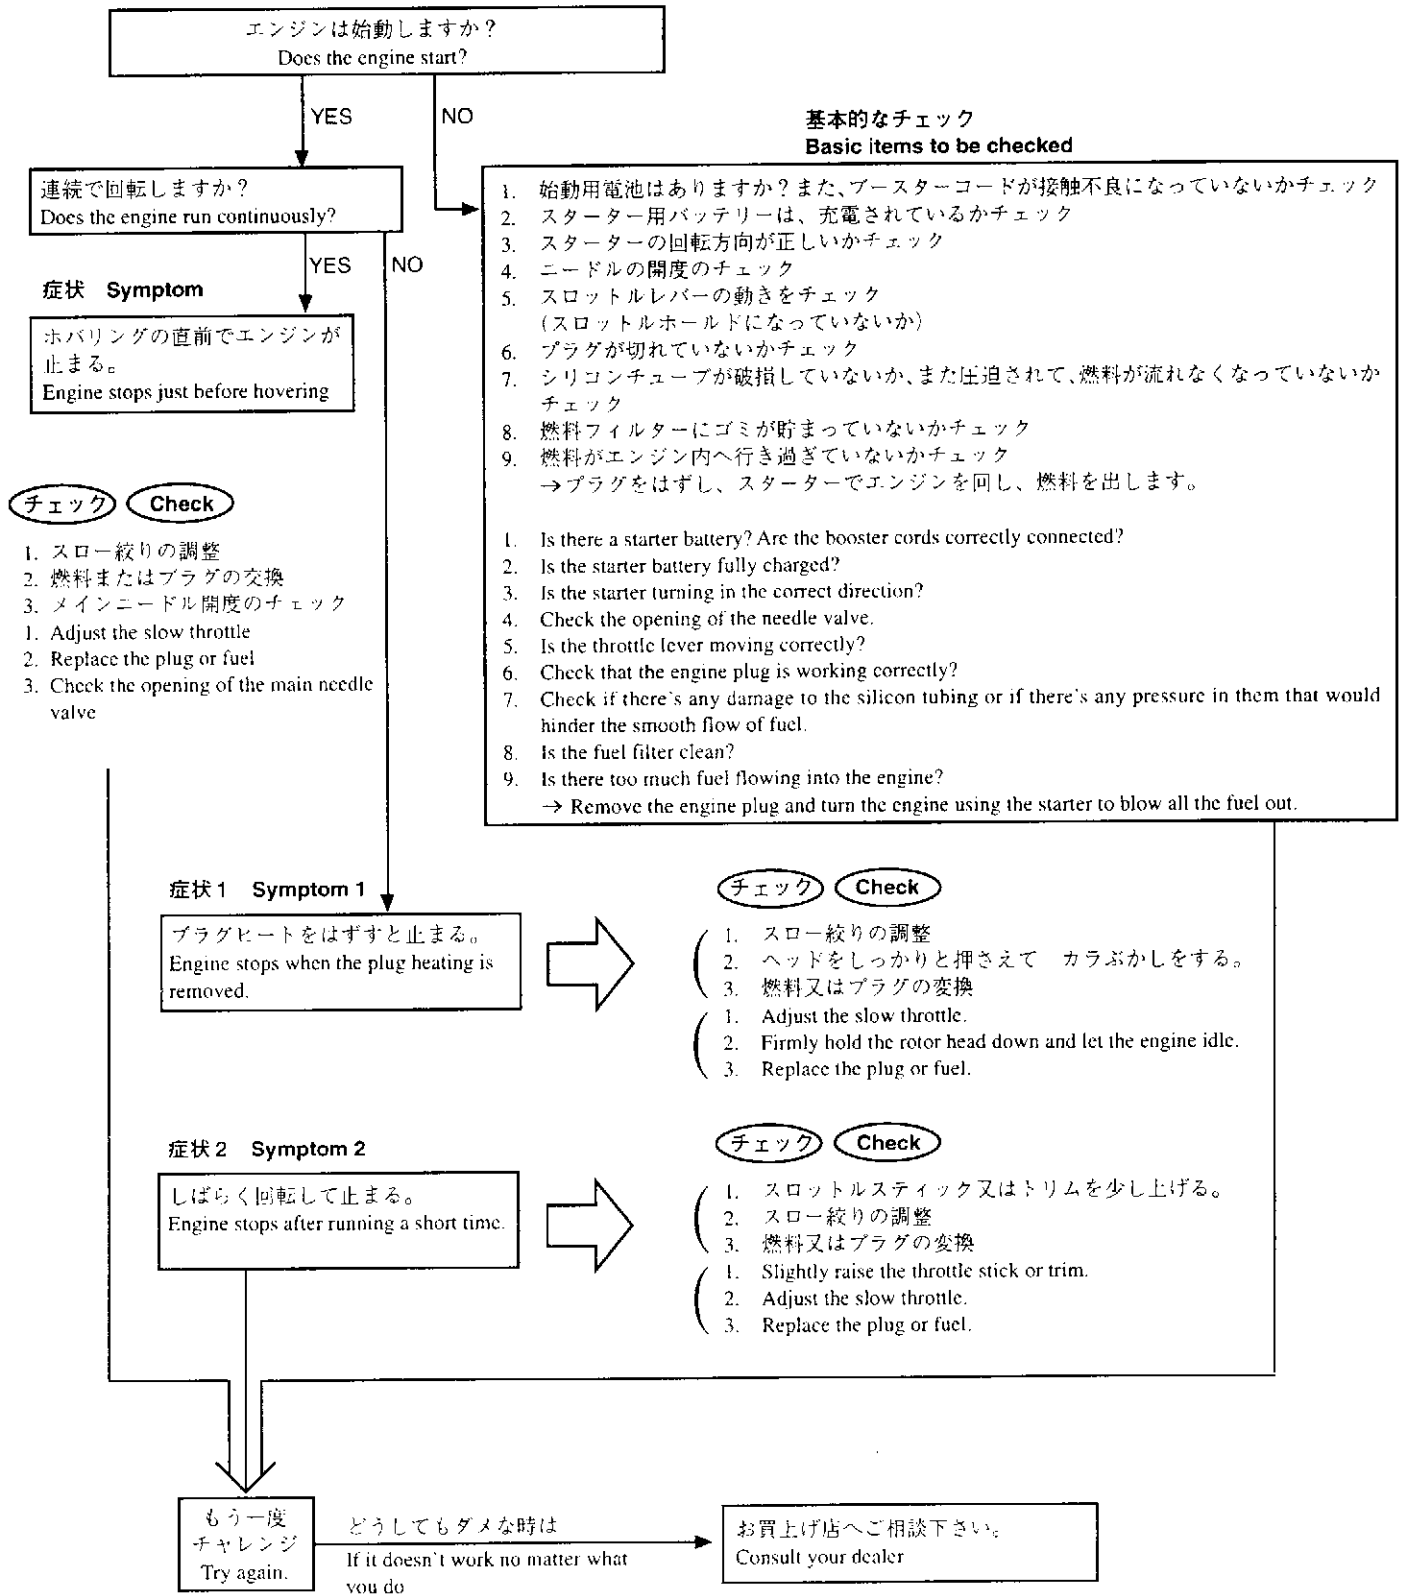 エンジンは始動しますか？
Does the engine start?
YES
NO
基本的なチェック
Basic items to be checked
連続で回転しますか？
Does the engine run continuously?
YES
NO
症状 Symptom
ホバリングの直前でエンジンが
止まる。
Engine stops just before hovering
チェック Check
1. スロー絞りの調整
2. 燃料またはプラグの交換
3. メインニードル開度のチェック
1. Adjust the slow throttle
2. Replace the plug or fuel
3. Check the opening of the main needle
valve
1. 始動用電池はありますか？また、ブースターコードが接触不良になっていないかチェック
2. スターター用バッテリーは、充電されているかチェック
3. スターターの回転方向が正しいかチェック
4. ニードルの開度のチェック
5. スロットルレバーの動きをチェック
(スロットルホールドになっていないか)
6. プラグが切れていないかチェック
7. シリコンチューブが破損していないか、また圧迫されて、燃料が流れなくなっていないか
チェック
8. 燃料フィルターにゴミが貯まっていないかチェック
9. 燃料がエンジン内へ行き過ぎていないかチェック
→プラグをはずし、スターターでエンジンを回し、燃料を出します。
1. Is there a starter battery? Are the booster cords correctly connected?
2. Is the starter battery fully charged?
3. Is the starter turning in the correct direction?
4. Check the opening of the needle valve.
5. Is the throttle lever moving correctly?
6. Check that the engine plug is working correctly?
7. Check if there's any damage to the silicon tubing or if there's any pressure in them that would
hinder the smooth flow of fuel.
8. Is the fuel filter clean?
9. Is there too much fuel flowing into the engine?
→ Remove the engine plug and turn the engine using the starter to blow all the fuel out.
症状1 Symptom 1
プラグヒートをはずすと止まる。
Engine stops when the plug heating is
removed.
チェック Check
1. スロー絞りの調整
2. ヘッドをしっかりと押さえて カラぶかしをする。
3. 燃料又はプラグの変換
1. Adjust the slow throttle.
2. Firmly hold the rotor head down and let the engine idle.
3. Replace the plug or fuel.
症状2 Symptom 2
しばらく回転して止まる。
Engine stops after running a short time.
チェック Check
1. スロットルスティック又はトリムを少し上げる。
2. スロー絞りの調整
3. 燃料又はプラグの変換
1. Slightly raise the throttle stick or trim.
2. Adjust the slow throttle.
3. Replace the plug or fuel.
もう一度
チャレンジ
Try again.
どうしてもダメな時は
If it doesn't work no matter what
you do
お買上げ店へご相談下さい。
Consult your dealer